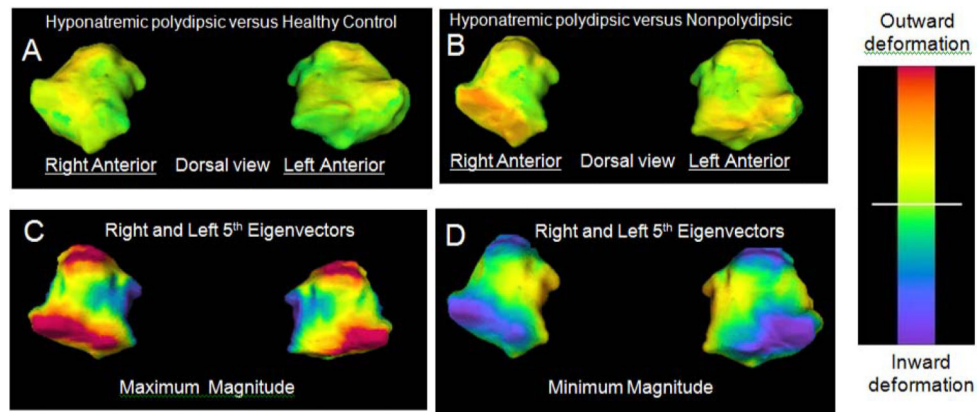 Hyponatremic polydipsic versus Healthy Control
A
Right Anterior Dorsal view Left Anterior
Hyponatremic polydipsic versus Nonpolydipsic
B
Right Anterior Dorsal view Left Anterior
C
Right and Left 5th Eigenvectors
Maximum Magnitude
D
Right and Left 5th Eigenvectors
Minimum Magnitude
Outward
deformation
Inward
deformation